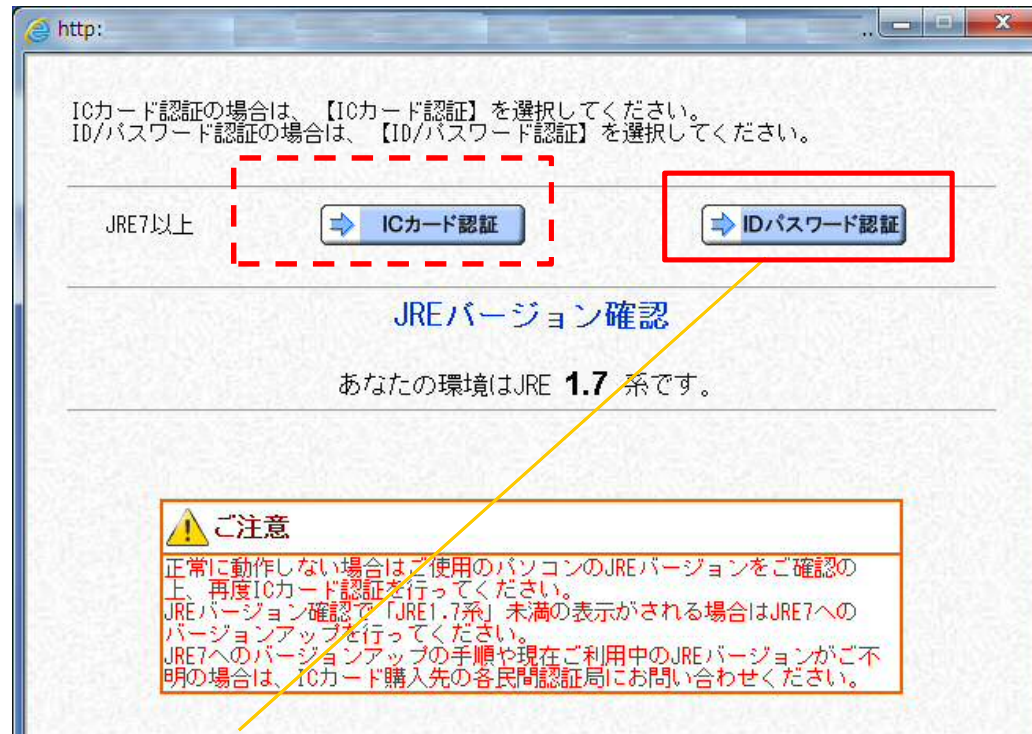 http:
..
ICカード認証の場合は、【ICカード認証】を選択してください。
ID/パスワード認証の場合は、【ID/パスワード認証】を選択してください。
JRE7以上
ICカード認証
IDパスワード認証
JREバージョン確認
あなたの環境はJRE 1.7 系です。
ご注意
正常に動作しない場合はご使用のパソコンのJREバージョンをご確認の
上、再度ICカード認証を行ってください。
JREバージョン確認で「JRE1.7系」未満の表示がされる場合はJRE7への
バージョンアップを行ってください。
JRE7へのバージョンアップの手順や現在ご利用中のJREバージョンがご不
明の場合は、ICカード購入先の各民間認証局にお問い合わせください。